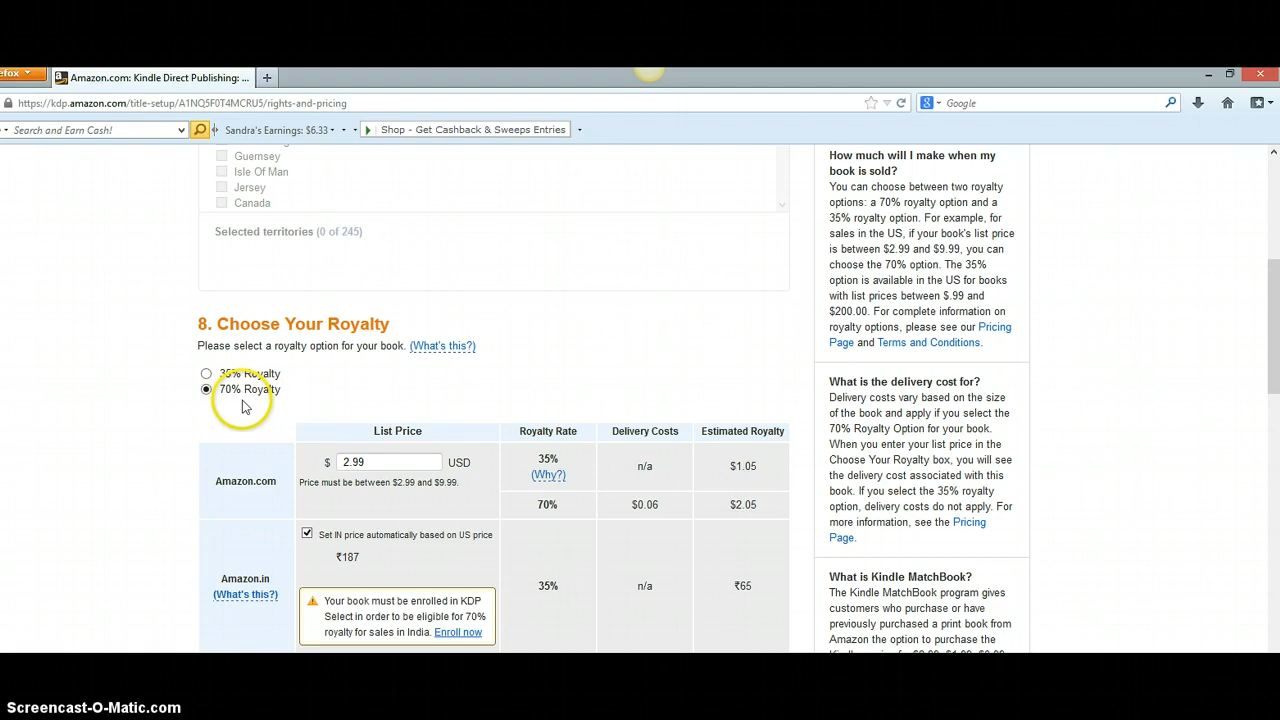 efox
Amazon.com: Kindle Direct Publishing: ...
https://kdp.amazon.com/title-setup/A1NQ5F0T4MCRU5/rights-and-pricing
Google
Search and Earn Cash!
Sandra's Earnings: $6.33
Shop - Get Cashback & Sweeps Entries
Guernsey
Isle Of Man
Jersey
Canada
Selected territories (0 of 245)
8. Choose Your Royalty
Please select a royalty option for your book. (What's this?)
35% Royalty
70% Royalty
List Price
Royalty Rate
Delivery Costs
Estimated Royalty
Amazon.com
$ 2.99 USD
Price must be between $2.99 and $9.99.
35%
(Why?)
n/a
$1.05
70%
$0.06
$2.05
Amazon.in
(What's this?)
Set IN price automatically based on US price
₹187
Your book must be enrolled in KDP
Select in order to be eligible for 70%
royalty for sales in India. Enroll now
35%
n/a
₹65
How much will I make when my
book is sold?
You can choose between two royalty
options: a 70% royalty option and a
35% royalty option. For example, for
sales in the US, if your book's list price
is between $2.99 and $9.99, you can
choose the 70% option. The 35%
option is available in the US for books
with list prices between $.99 and
$200.00. For complete information on
royalty options, please see our Pricing
Page and Terms and Conditions.
What is the delivery cost for?
Delivery costs vary based on the size
of the book and apply if you select the
70% Royalty Option for your book.
When you enter your list price in the
Choose Your Royalty box, you will see
the delivery cost associated with this
book. If you select the 35% royalty
option, delivery costs do not apply. For
more information, see the Pricing
Page.
What is Kindle MatchBook?
The Kindle MatchBook program gives
customers who purchase or have
previously purchased a print book from
Amazon the option to purchase the
Screencast-O-Matic.com